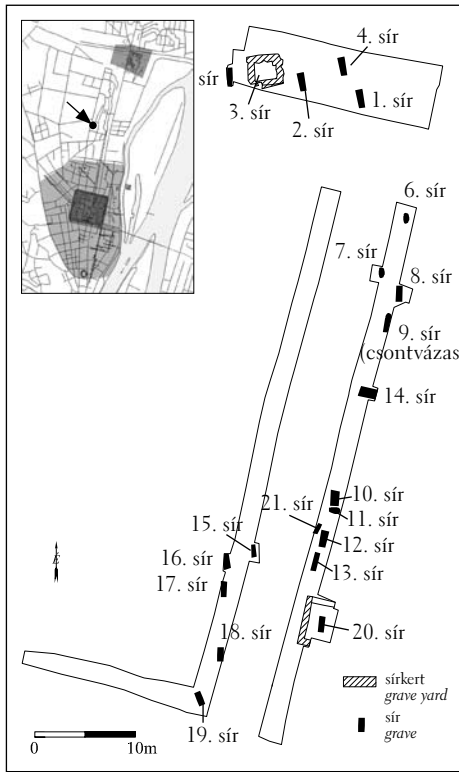 4. sír
sír
3. sír
2. sír
1. sír
6. sír
7. sír
8. sír
9. sír
(csontvázas
14. sír
10. sír
21. sír
11. sír
15. sír
12. sír
16. sír
13. sír
17. sír
É
18. sír
20. sír
sírkert
grave yard
sír
grave
19. sír
0 10m